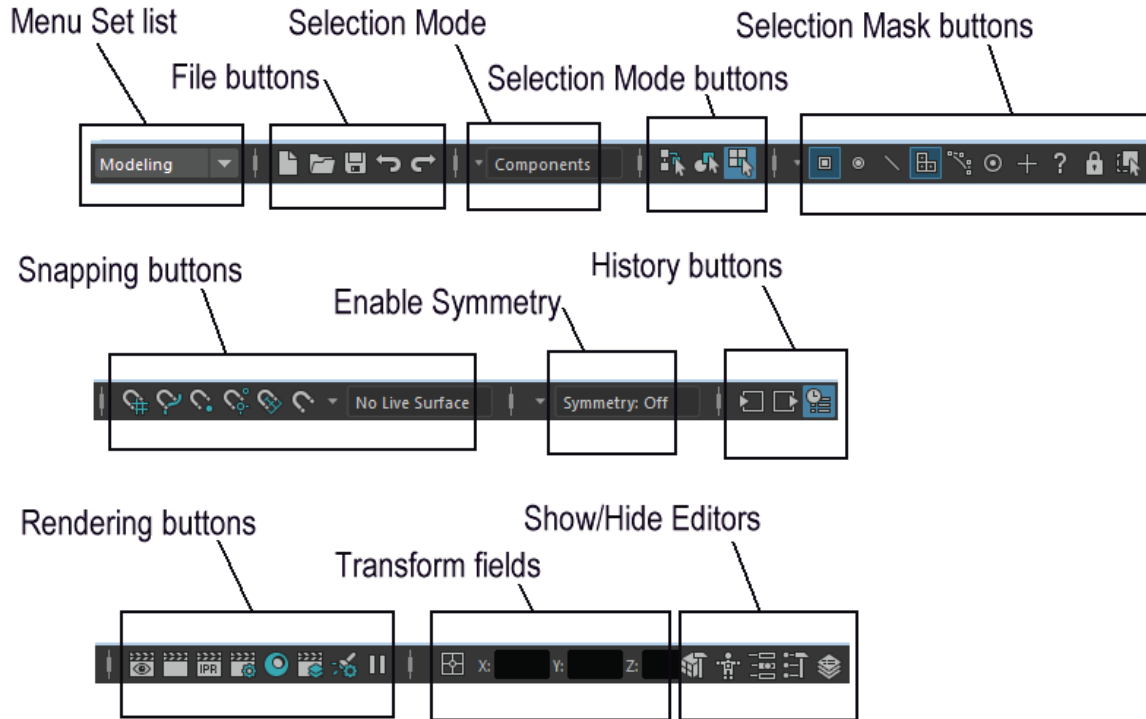 Menu Set list
Selection Mode
Selection Mask buttons
File buttons
Selection Mode buttons
Modeling
Components
?
Snapping buttons
History buttons
Enable Symmetry
No Live Surface
Symmetry: Off
Rendering buttons
Show/Hide Editors
Transform fields
IPR
X:
Y:
Z: